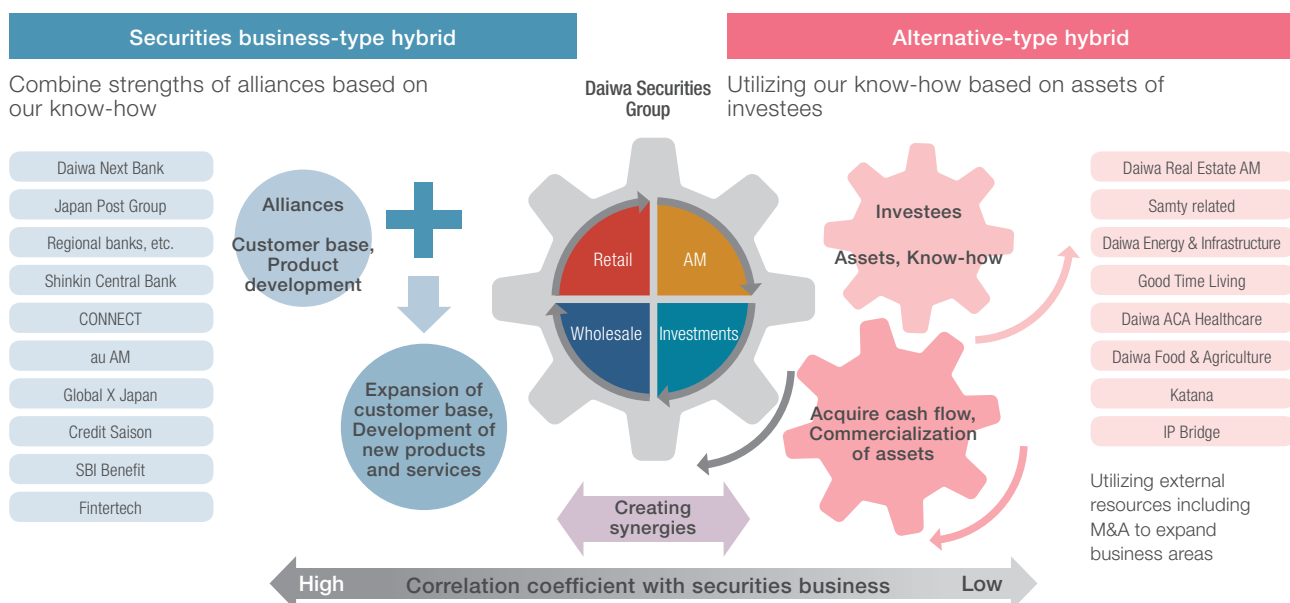 Securities business-type hybrid
Alternative-type hybrid
Combine strengths of alliances based on
our know-how
Daiwa Securities
Group
Utilizing our know-how based on assets of
investees
Daiwa Next Bank
Japan Post Group
Regional banks, etc.
Shinkin Central Bank
CONNECT
au AM
Global X Japan
Credit Saison
SBI Benefit
Fintertech
Alliances
Customer base,
Product
development
Expansion of
customer base,
Development of
new products
and services
Retail
AM
Wholesale
Investments
Investees
Assets, Know-how
Acquire cash flow,
Commercialization
of assets
Daiwa Real Estate AM
Samty related
Daiwa Energy & Infrastructure
Good Time Living
Daiwa ACA Healthcare
Daiwa Food & Agriculture
Katana
IP Bridge
Utilizing external
resources including
M&A to expand
business areas
Creating
synergies
High
Correlation coefficient with securities business
Low